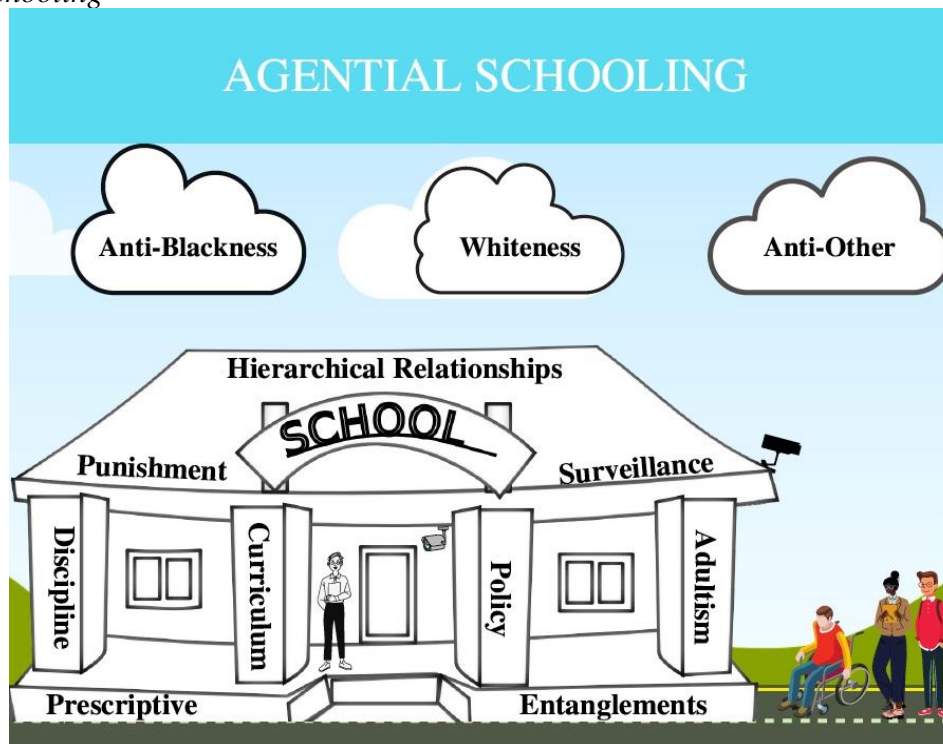 AGENTIAL SCHOOLING
Anti-Blackness
Whiteness
Anti-Other
Hierarchical Relationships
SCHOOL
Punishment
Surveillance
Discipline
Curriculum
Policy
Adultism
Prescriptive
Entanglements